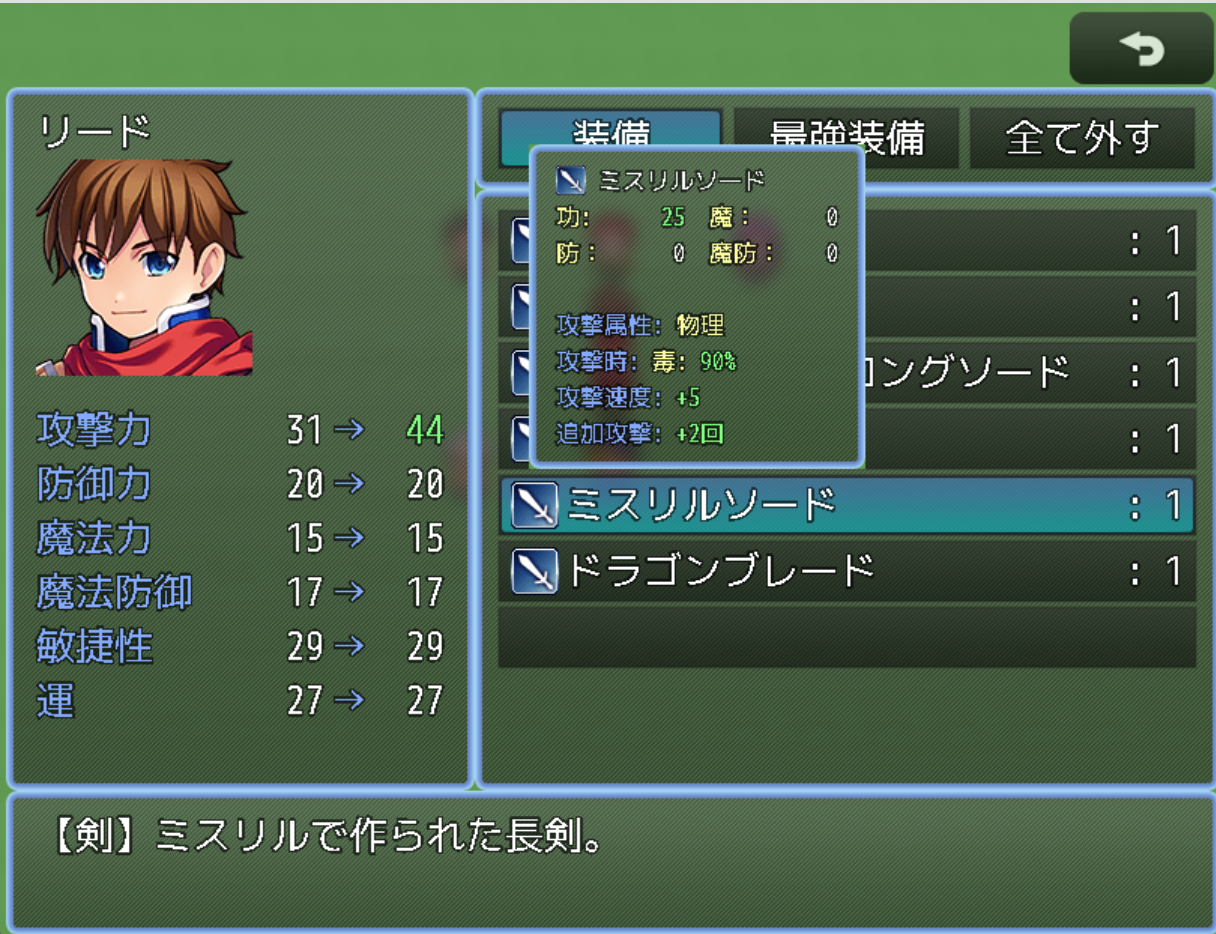 リード
攻撃力 31 → 44
防御力 20 → 20
魔法力 15 → 15
魔法防御 17 → 17
敏捷性 29 → 29
運 27 → 27
装備 最強装備 全て外す
ミスリルソード
功: 25 魔: 0
防: 0 魔防: 0
攻撃属性: 物理
攻撃時: 毒: 90%
攻撃速度: +5
追加攻撃: +2回
: 1
: 1
ロングソード : 1
: 1
ミスリルソード : 1
ドラゴンブレード : 1
【剣】ミスリルで作られた長剣。